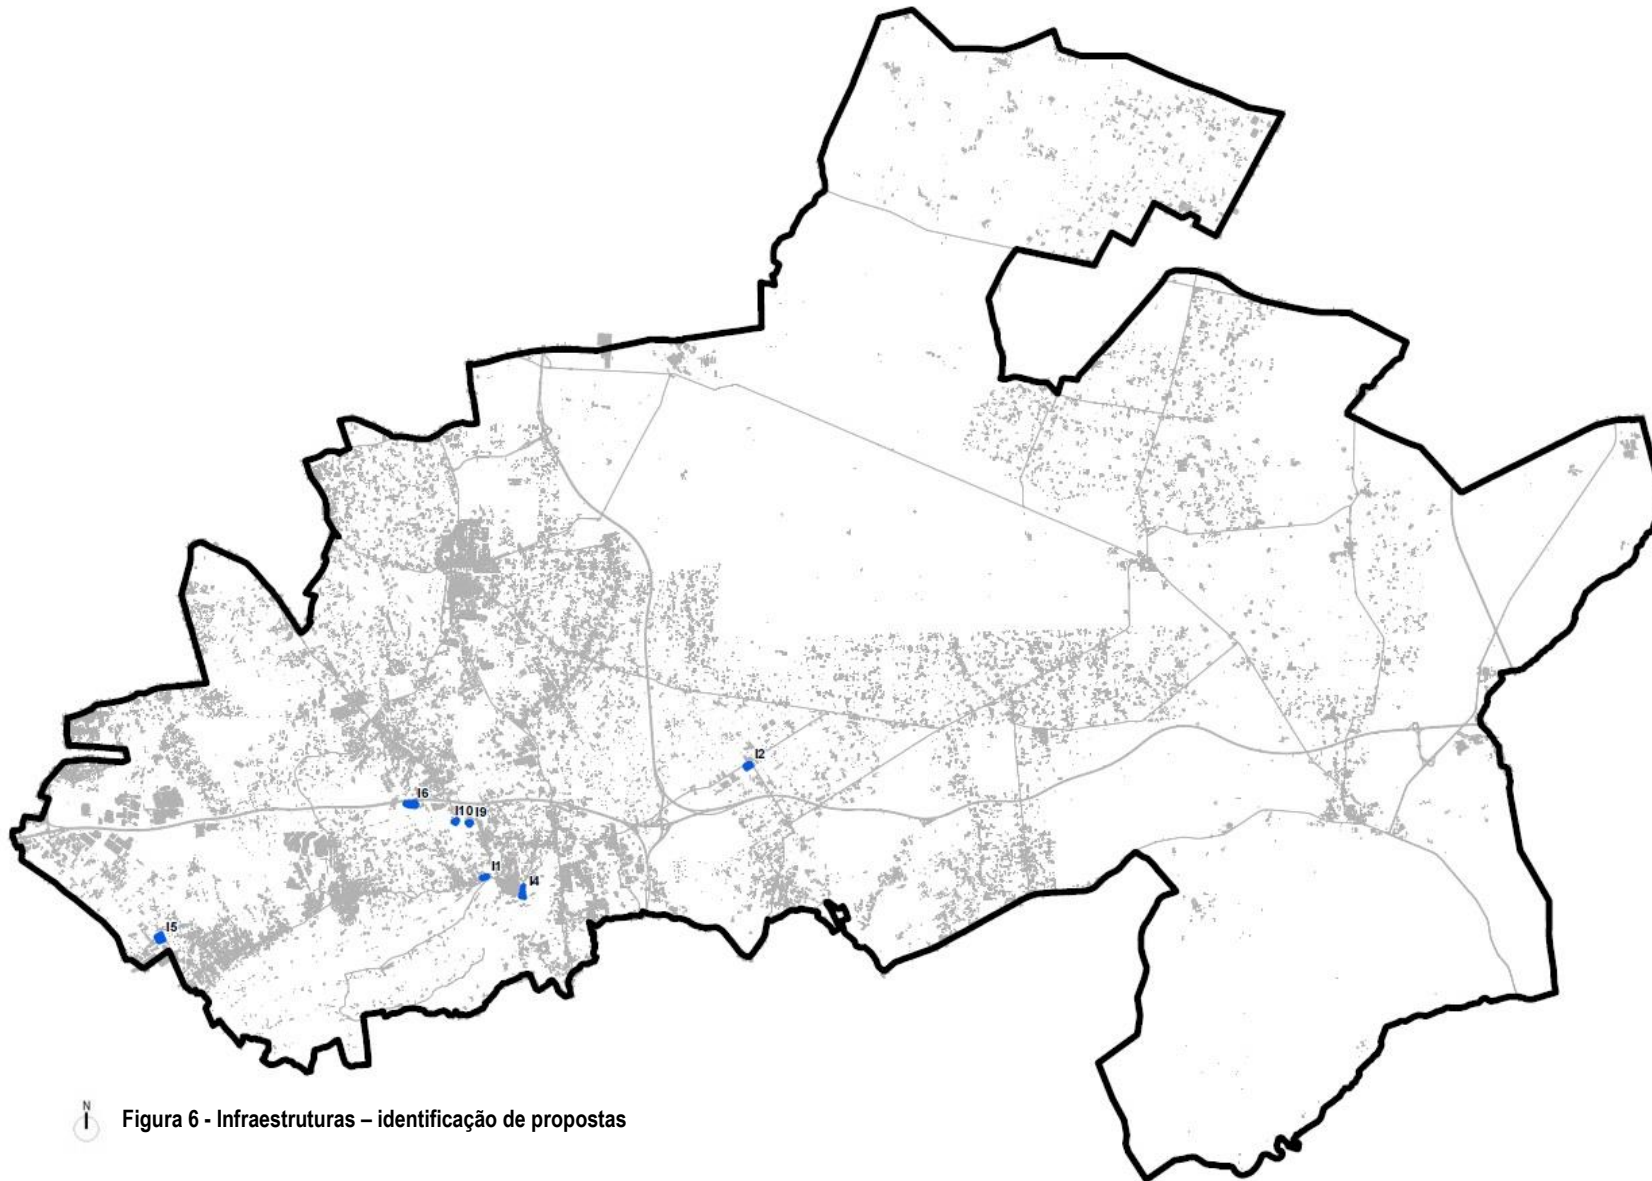 I2
I6
I10
I9
I1
I4
I5
N
Figura 6 - Infraestruturas – identificação de propostas